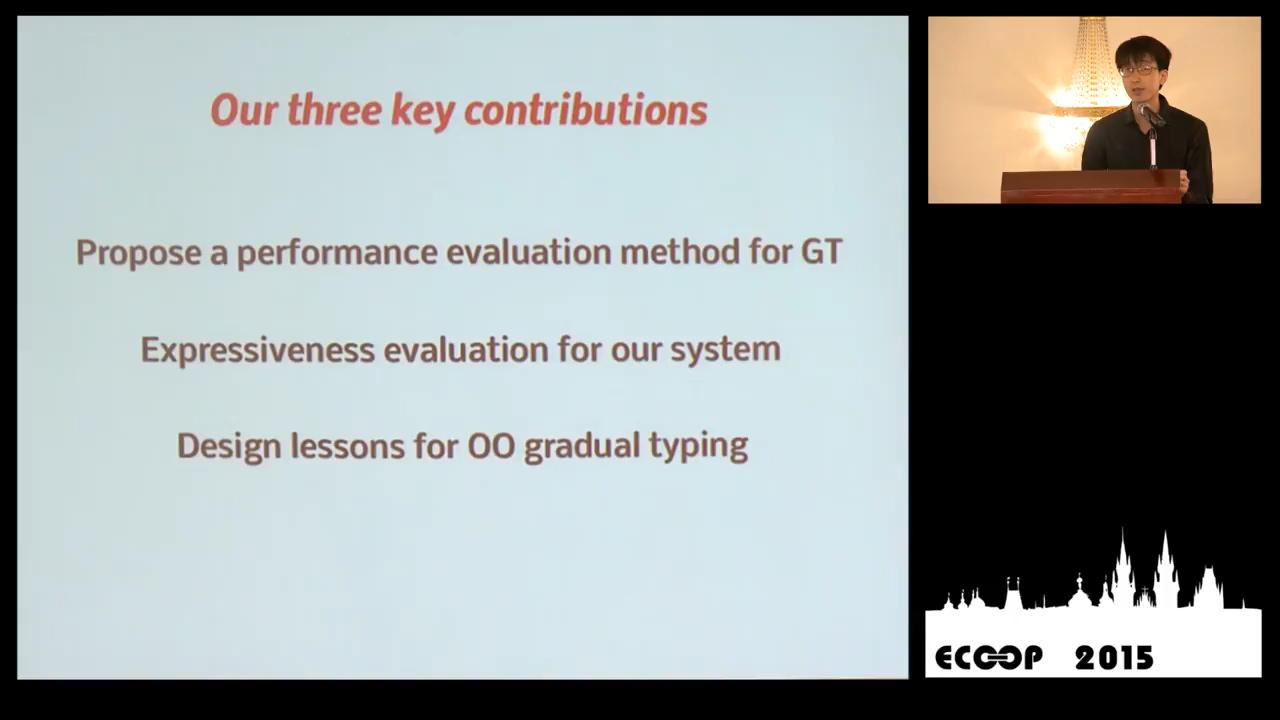 Our three key contributions
Propose a performance evaluation method for GT
Expressiveness evaluation for our system
Design lessons for OO gradual typing
ECOOP 2015